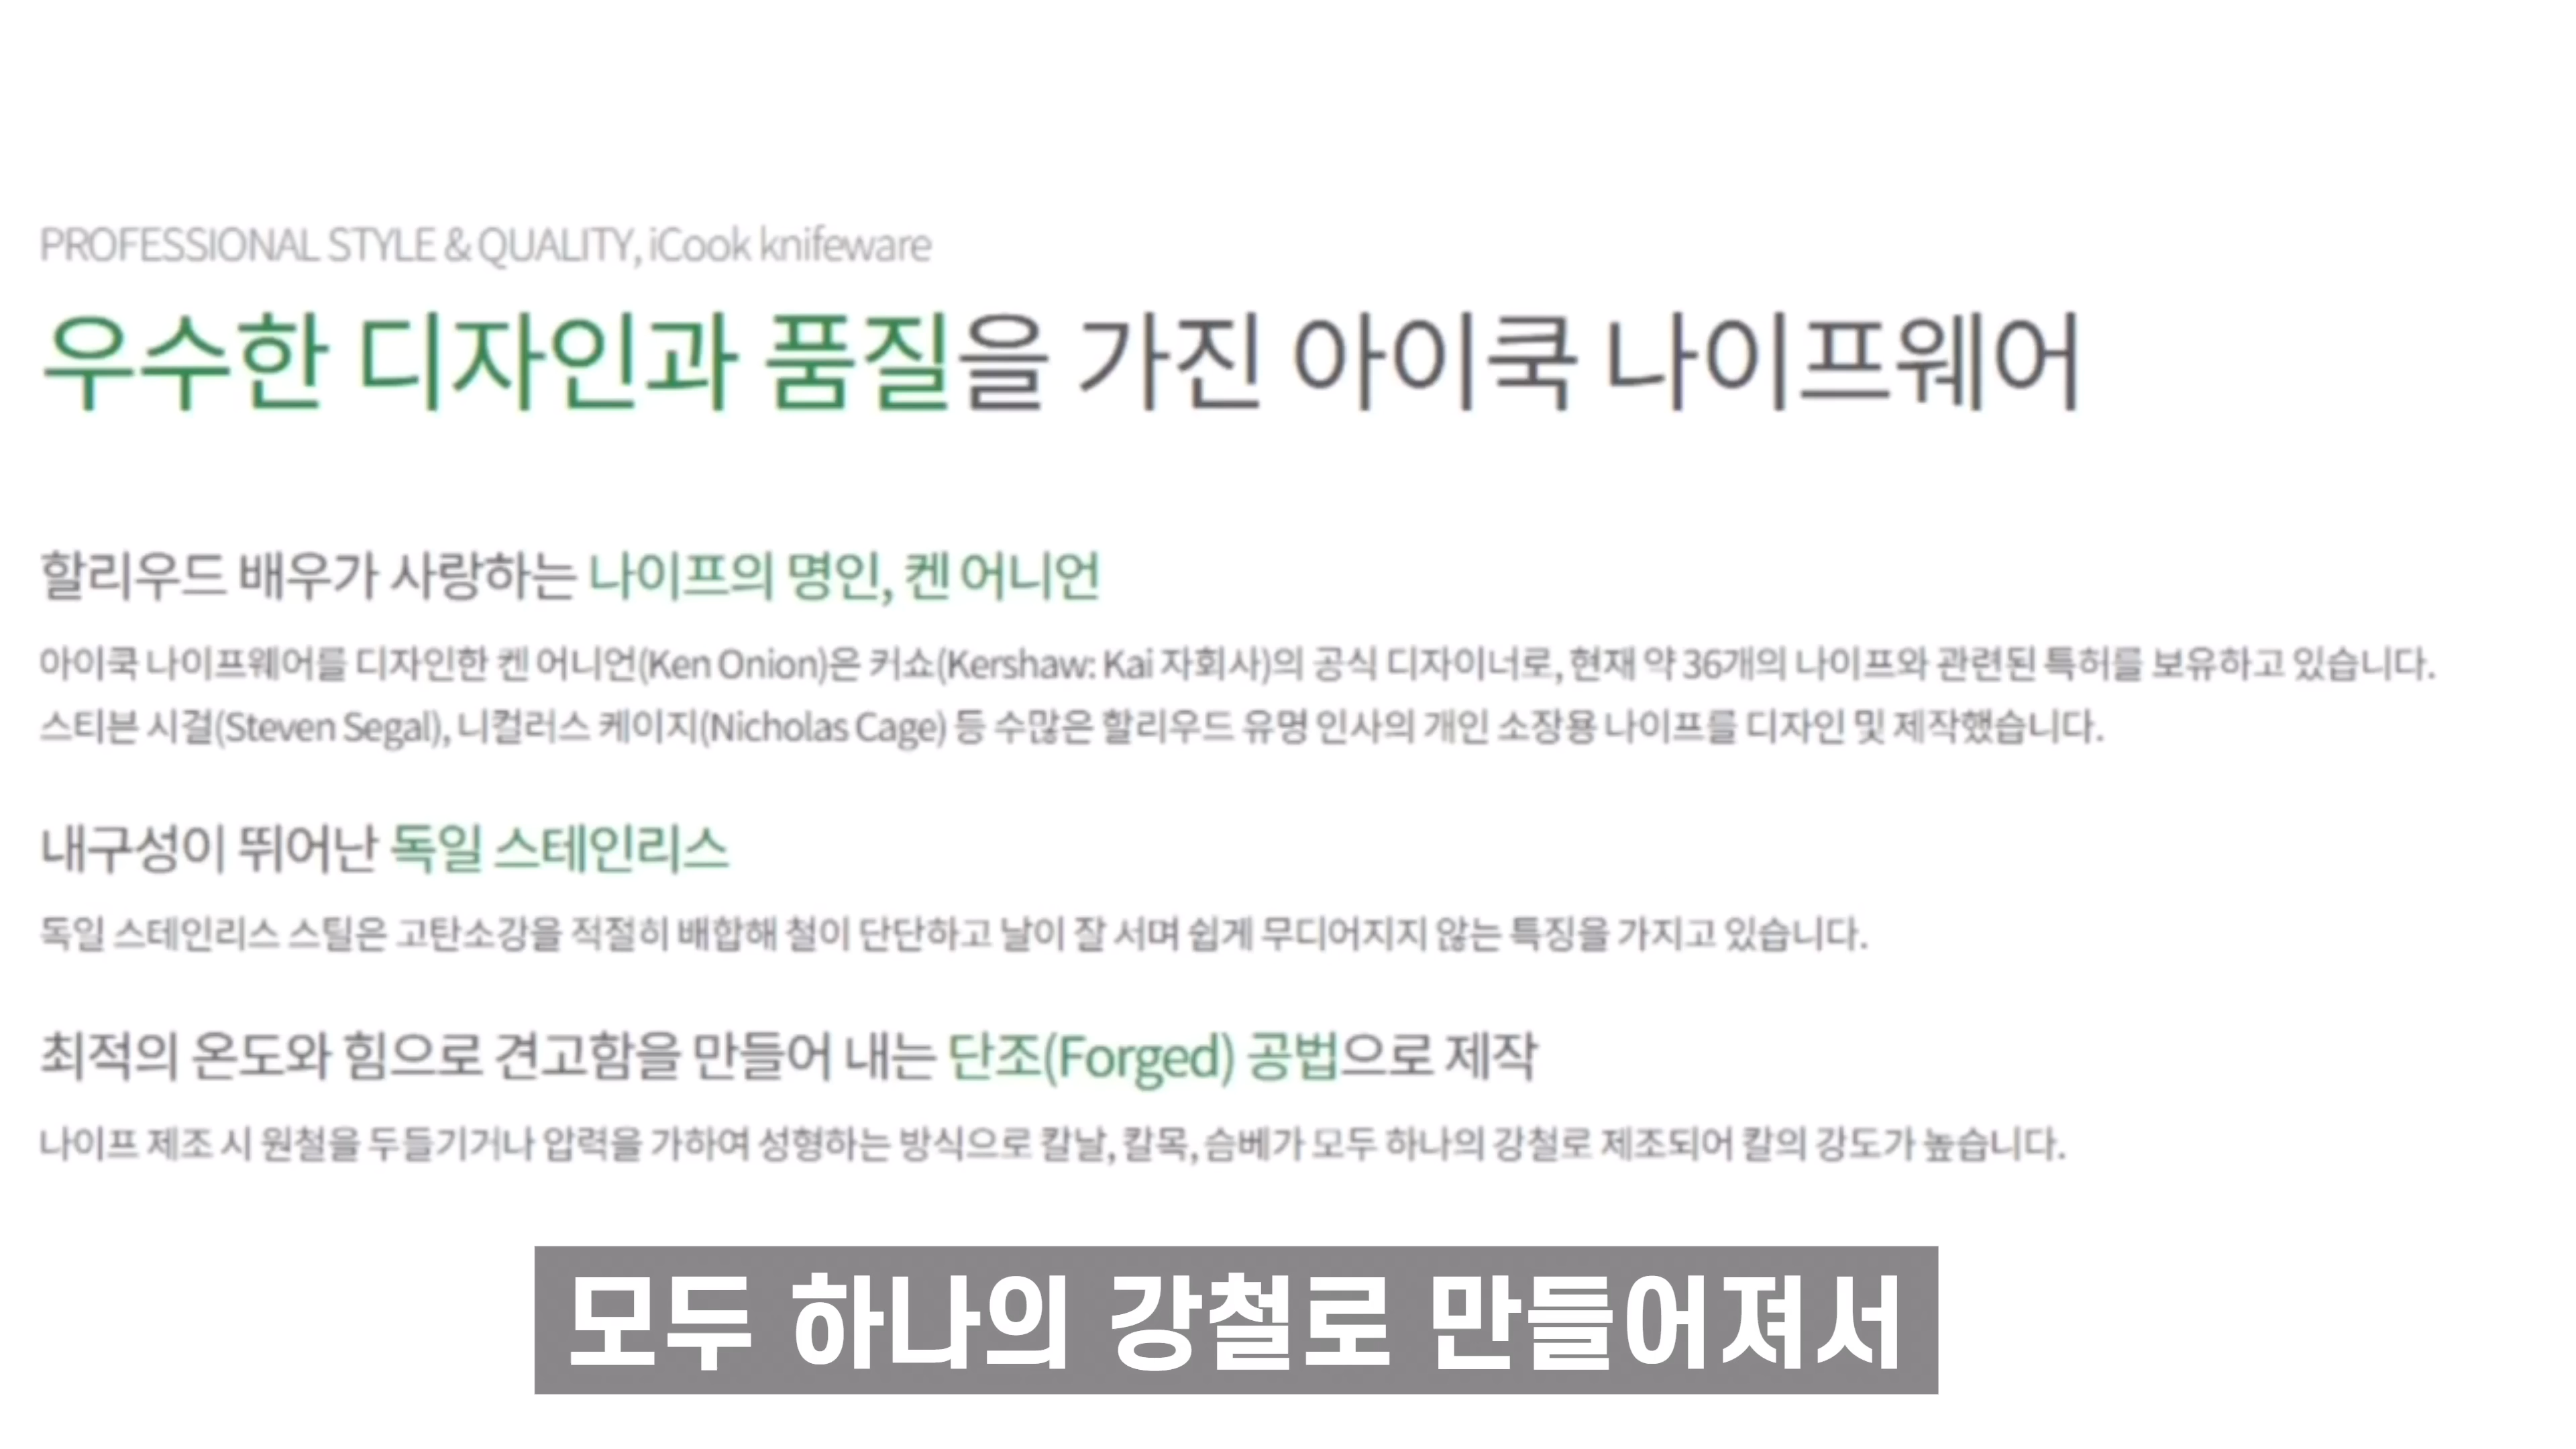 PROFESSIONAL STYLE & QUALITY, iCook knifeware
우수한 디자인과 품질을 가진 아이쿡 나이프웨어
할리우드 배우가 사랑하는 나이프의 명인, 켄 어니언
아이쿡 나이프웨어를 디자인한 켄 어니언(Ken Onion)은 커쇼(Kershaw: Kai 자회사)의 공식 디자이너로, 현재 약 36개의 나이프와 관련된 특허를 보유하고 있습니다.
스티븐 시걸(Steven Segal), 니컬러스 케이지(Nicholas Cage) 등 수많은 할리우드 유명 인사의 개인 소장용 나이프를 디자인 및 제작했습니다.
내구성이 뛰어난 독일 스테인리스
독일 스테인리스 스틸은 고탄소강을 적절히 배합해 철이 단단하고 날이 잘 서며 쉽게 무디어지지 않는 특징을 가지고 있습니다.
최적의 온도와 힘으로 견고함을 만들어 내는 단조(Forged) 공법으로 제작
나이프 제조 시 원철을 두들기거나 압력을 가하여 성형하는 방식으로 칼날, 칼목, 슴베가 모두 하나의 강철로 제조되어 칼의 강도가 높습니다.
모두 하나의 강철로 만들어져서